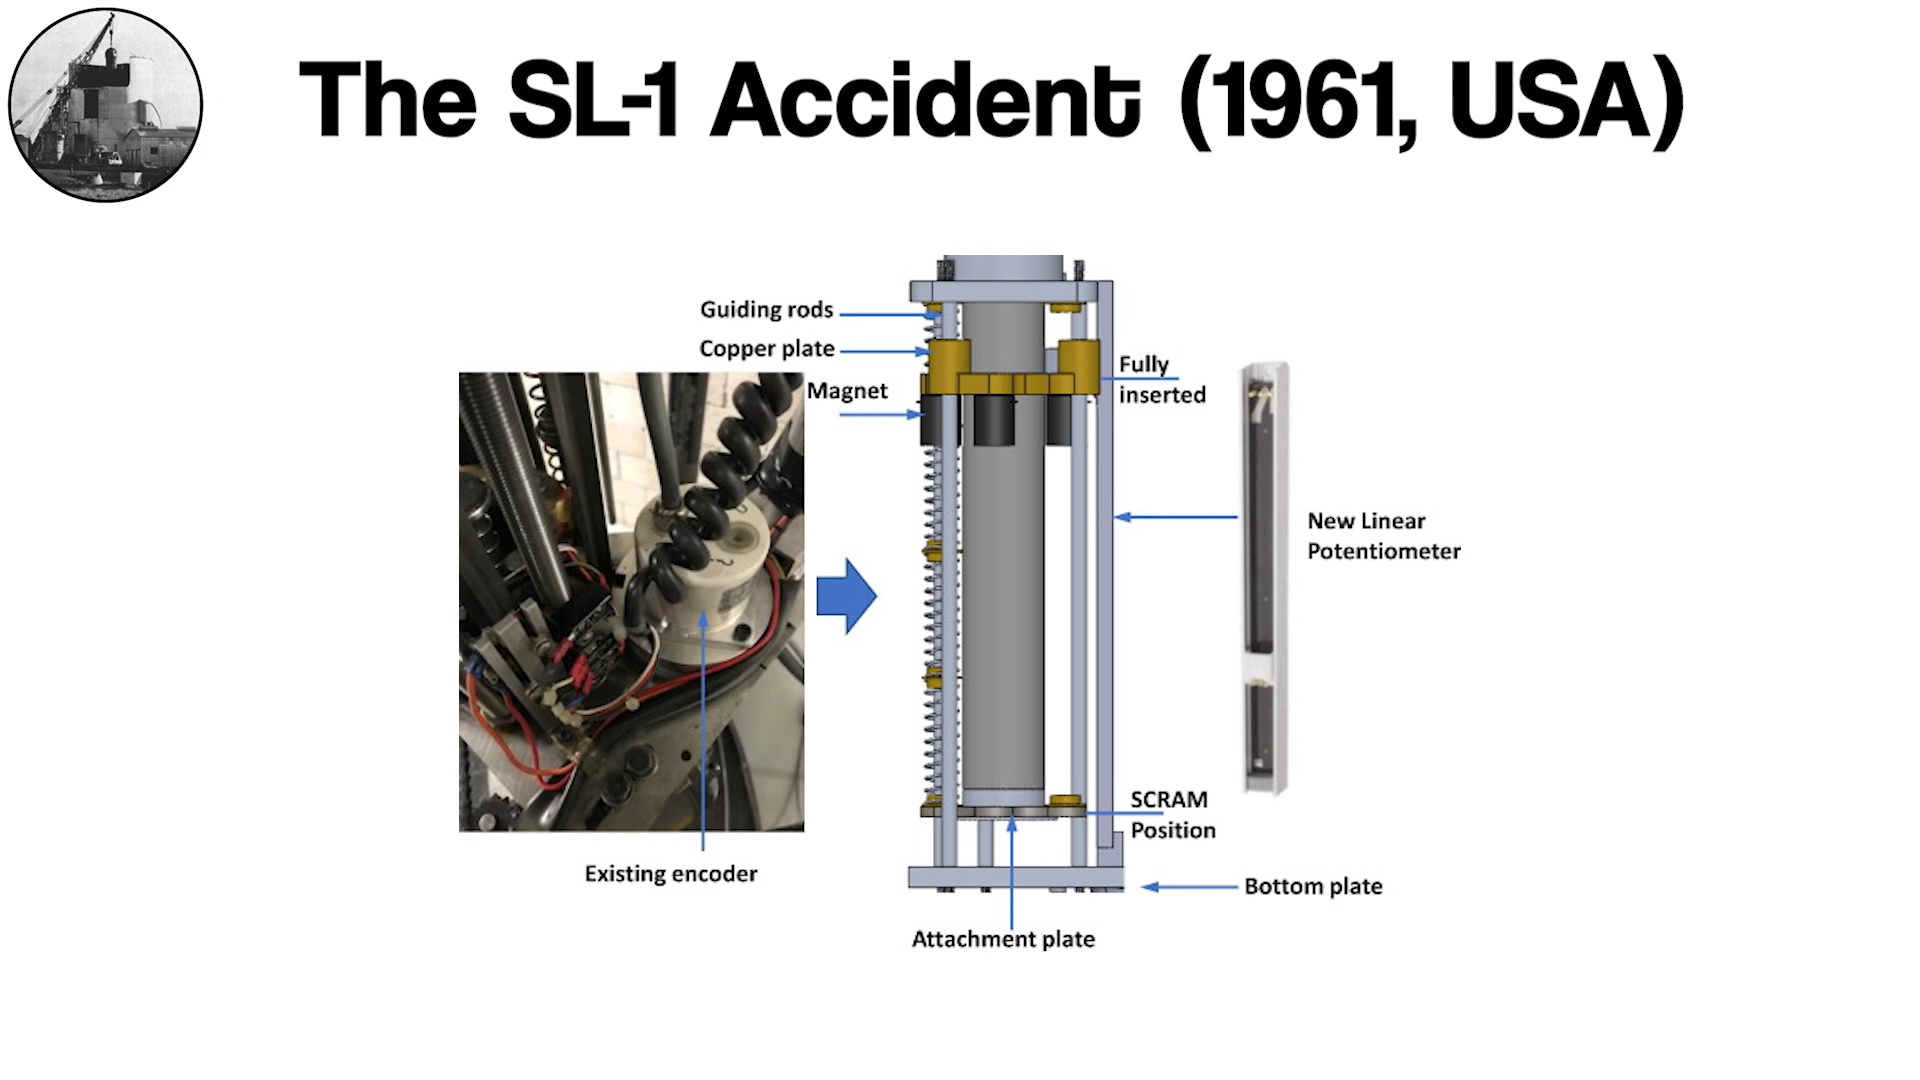 The SL-1 Accident (1961, USA)
Guiding rods
Copper plate
Magnet
Fully
inserted
New Linear
Potentiometer
SCRAM
Position
Existing encoder
Bottom plate
Attachment plate